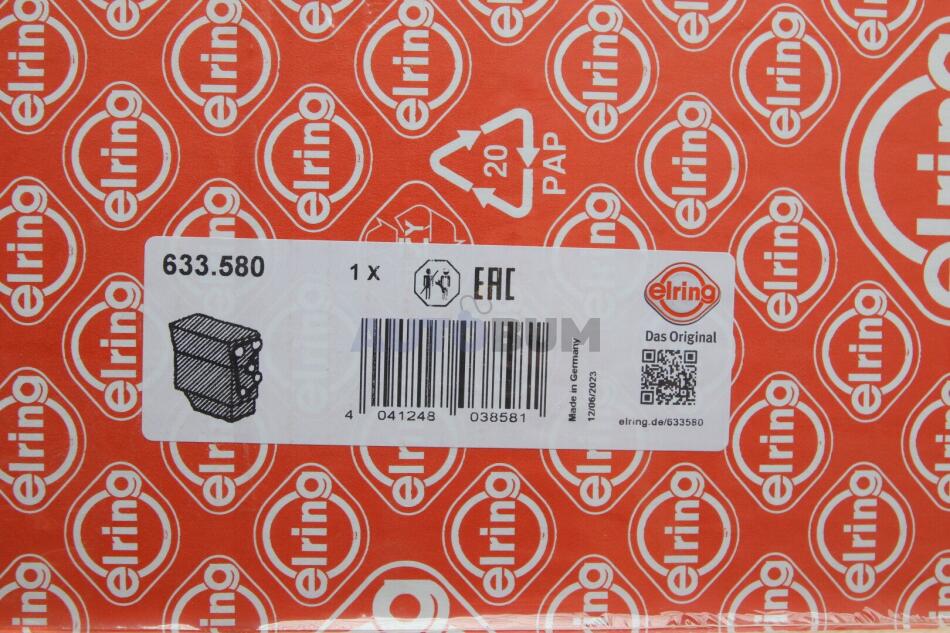 elring
20
PAP
633.580
1 X
EAC
elring
Das Original
AUTOBUM
4 041248 038581
Made in Germany
12/06/2023
elring.de/633580